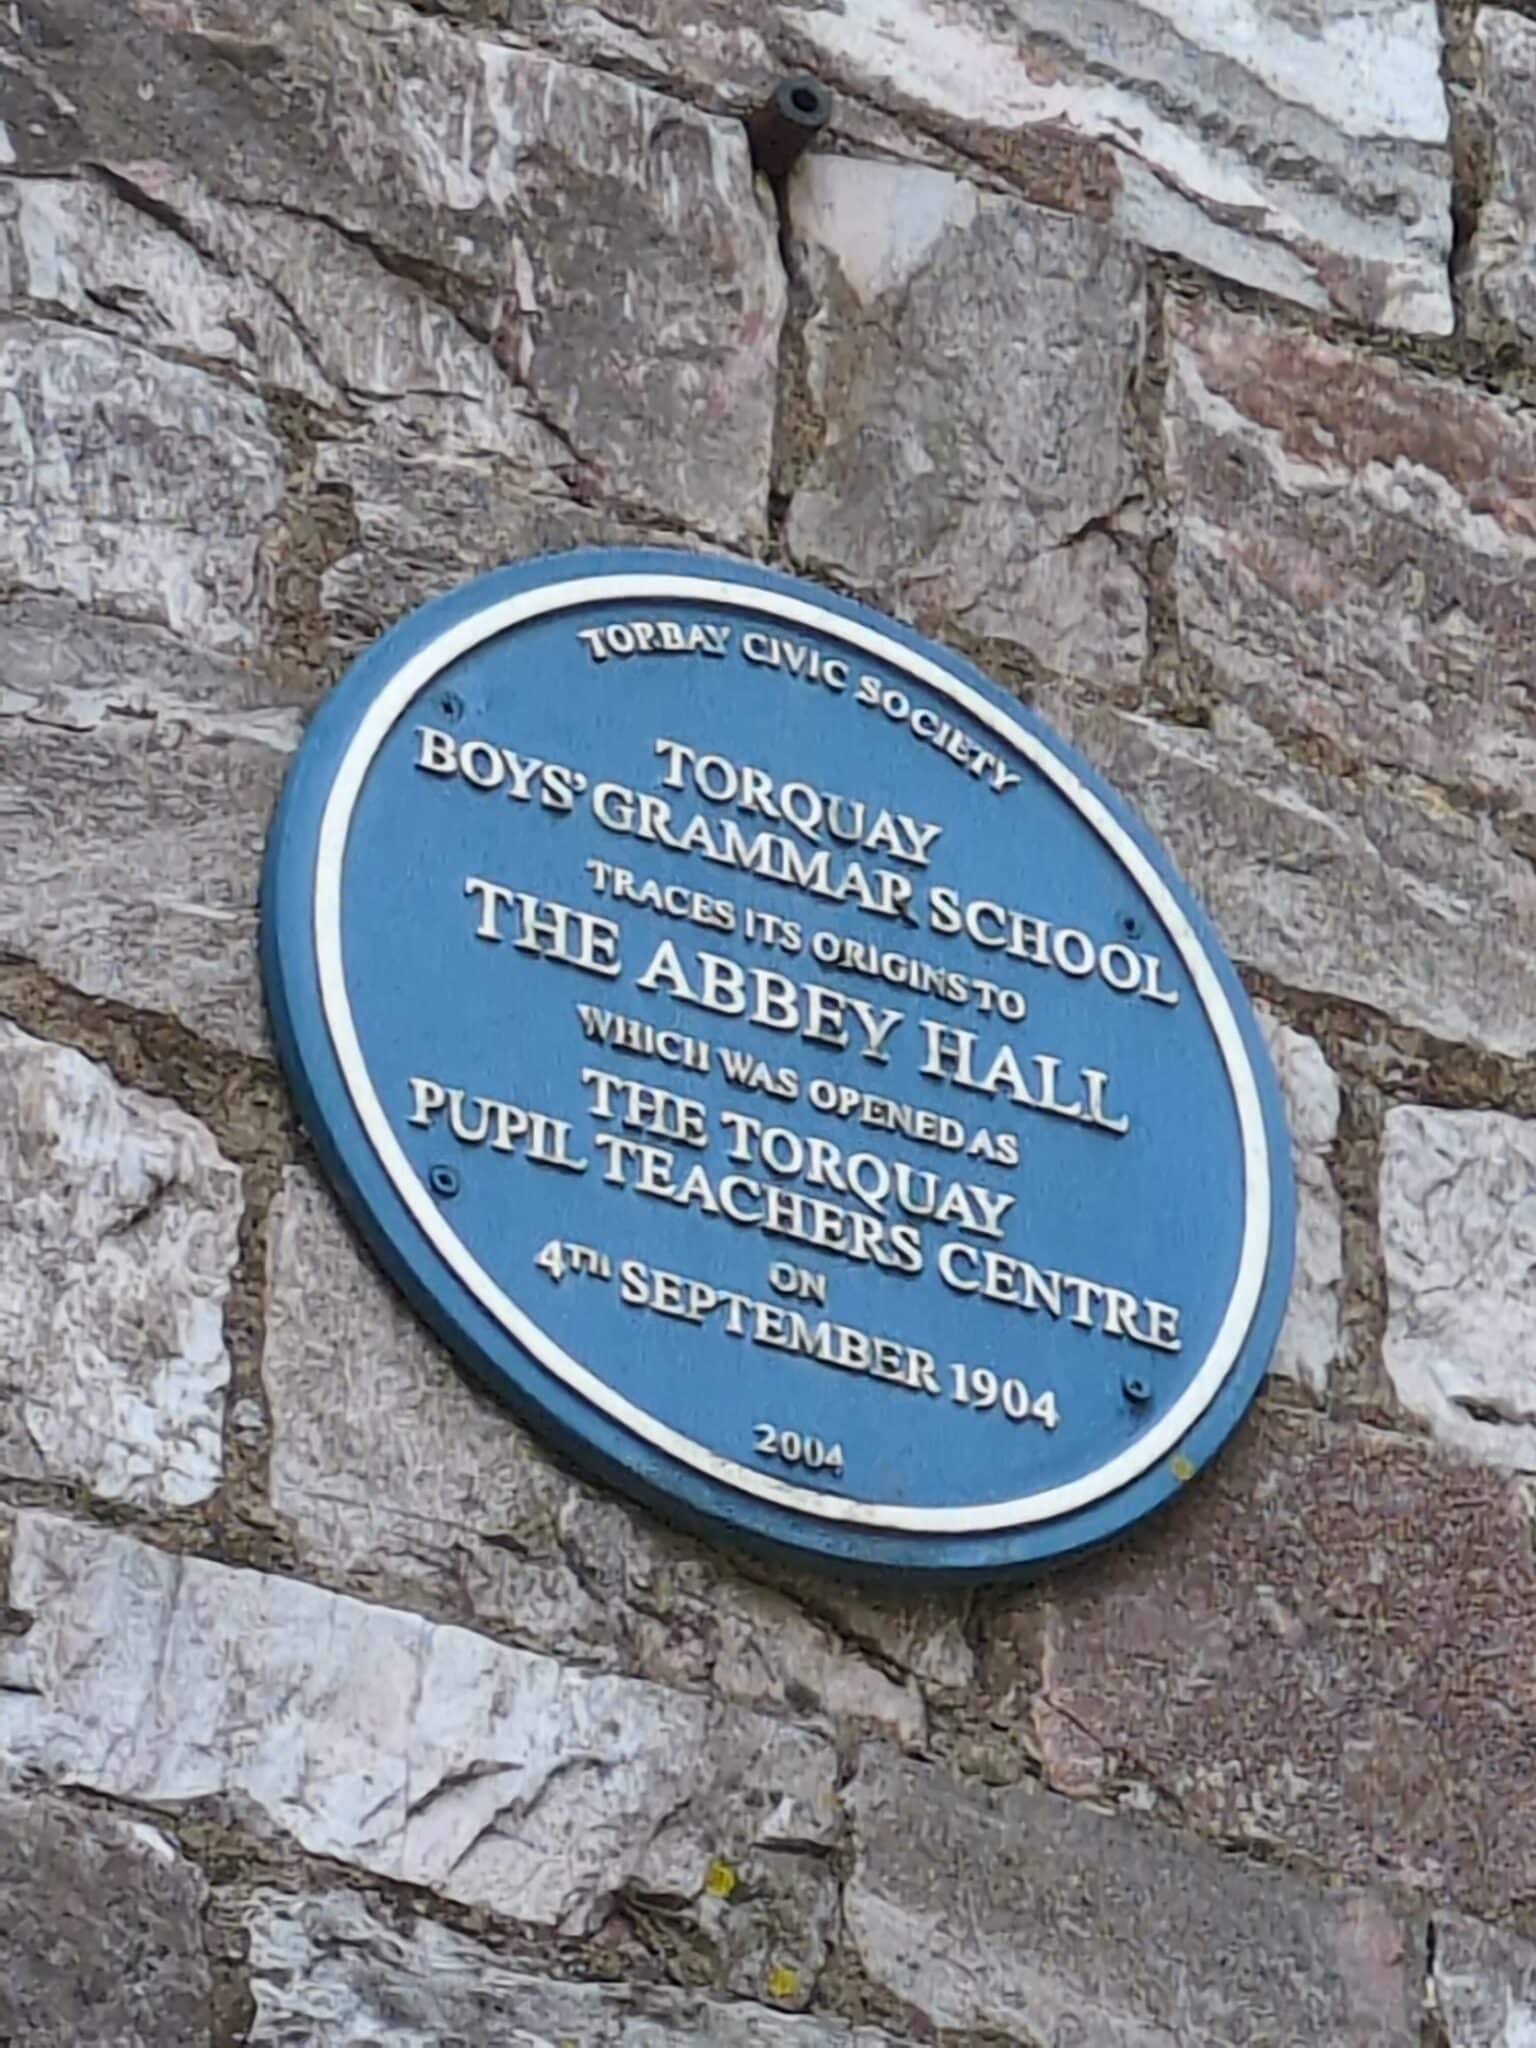 TORBAY CIVIC SOCIETY
TORQUAY
BOYS' GRAMMAR SCHOOL
TRACES ITS ORIGINS TO
THE ABBEY HALL
WHICH WAS OPENED AS
THE TORQUAY
PUPIL TEACHERS CENTRE
ON
4TH SEPTEMBER 1904
2004